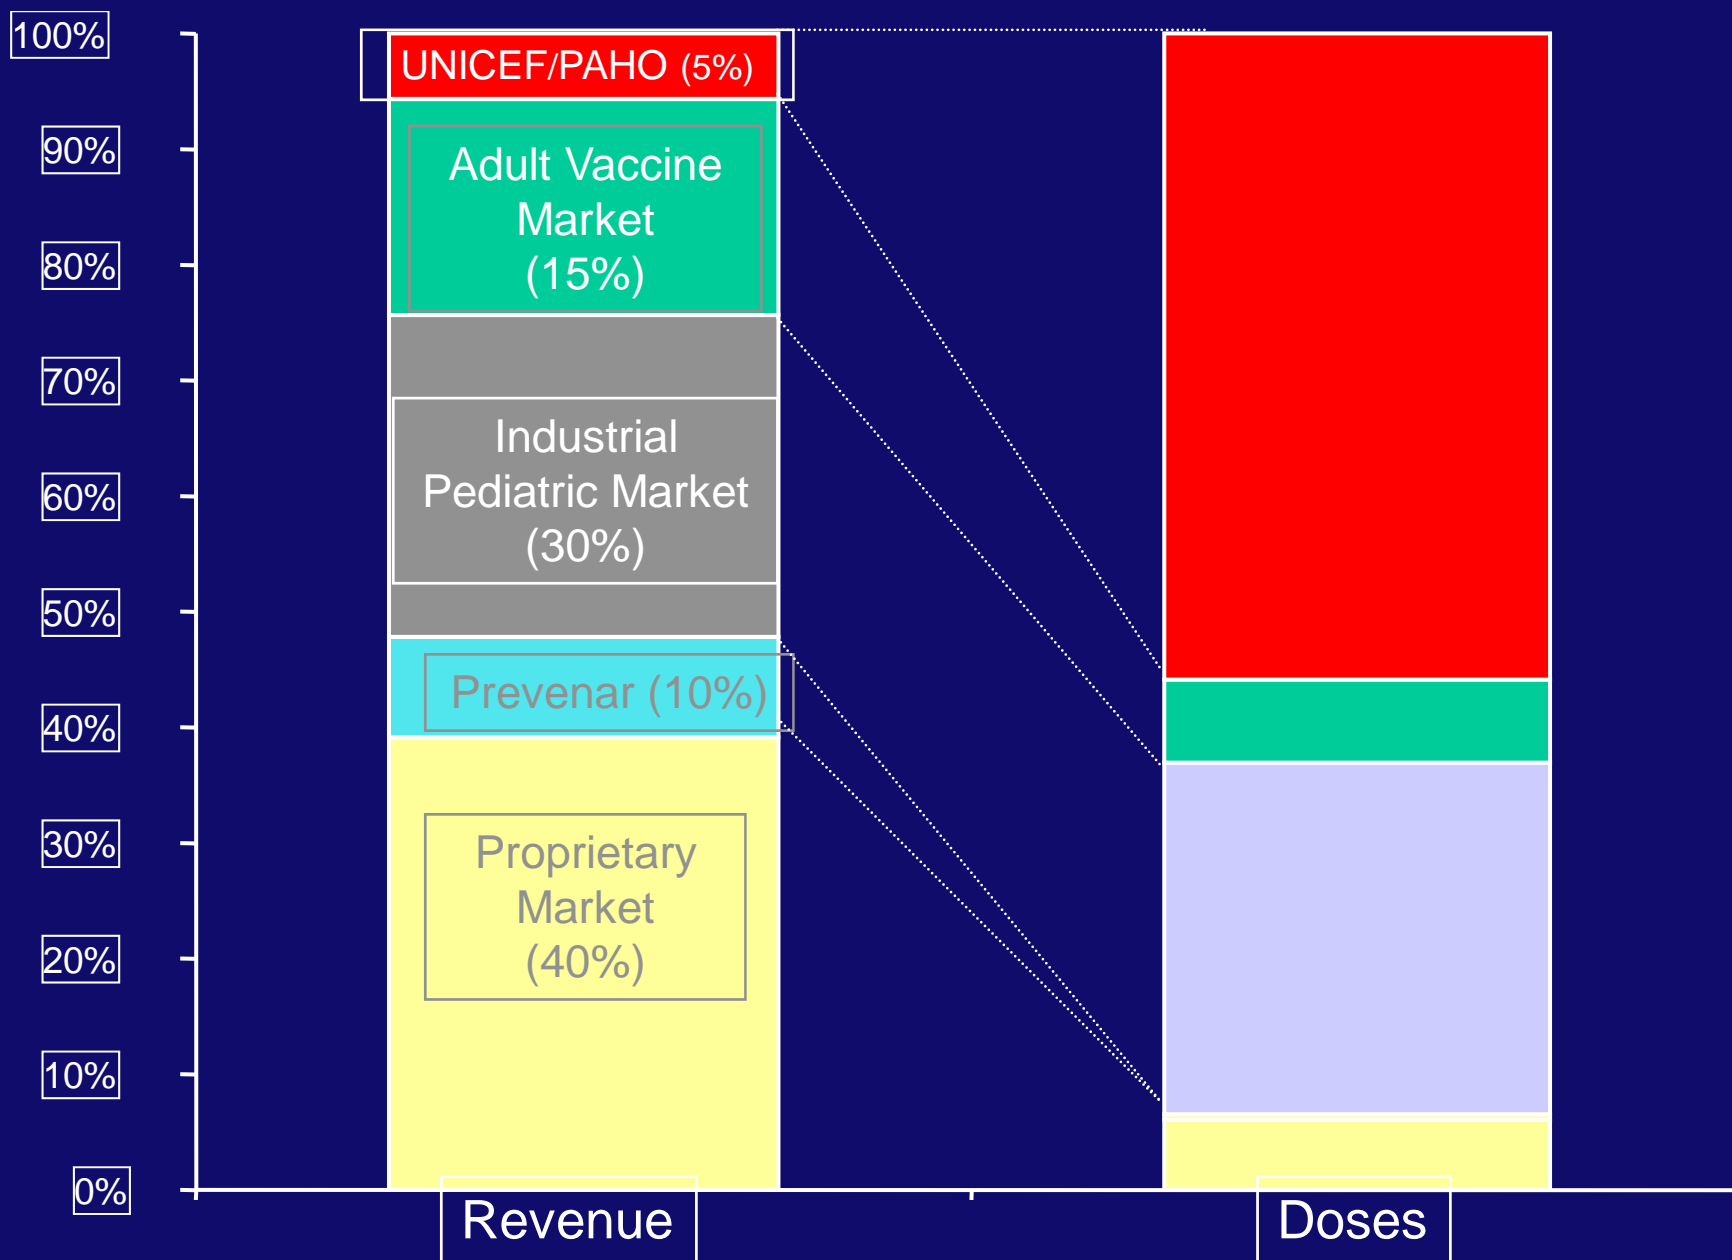 100%
90%
80%
70%
60%
50%
40%
30%
20%
10%
0%
UNICEF/PAHO (5%)
Adult Vaccine
Market
(15%)
Industrial
Pediatric Market
(30%)
Prevenar (10%)
Proprietary
Market
(40%)
Revenue
Doses